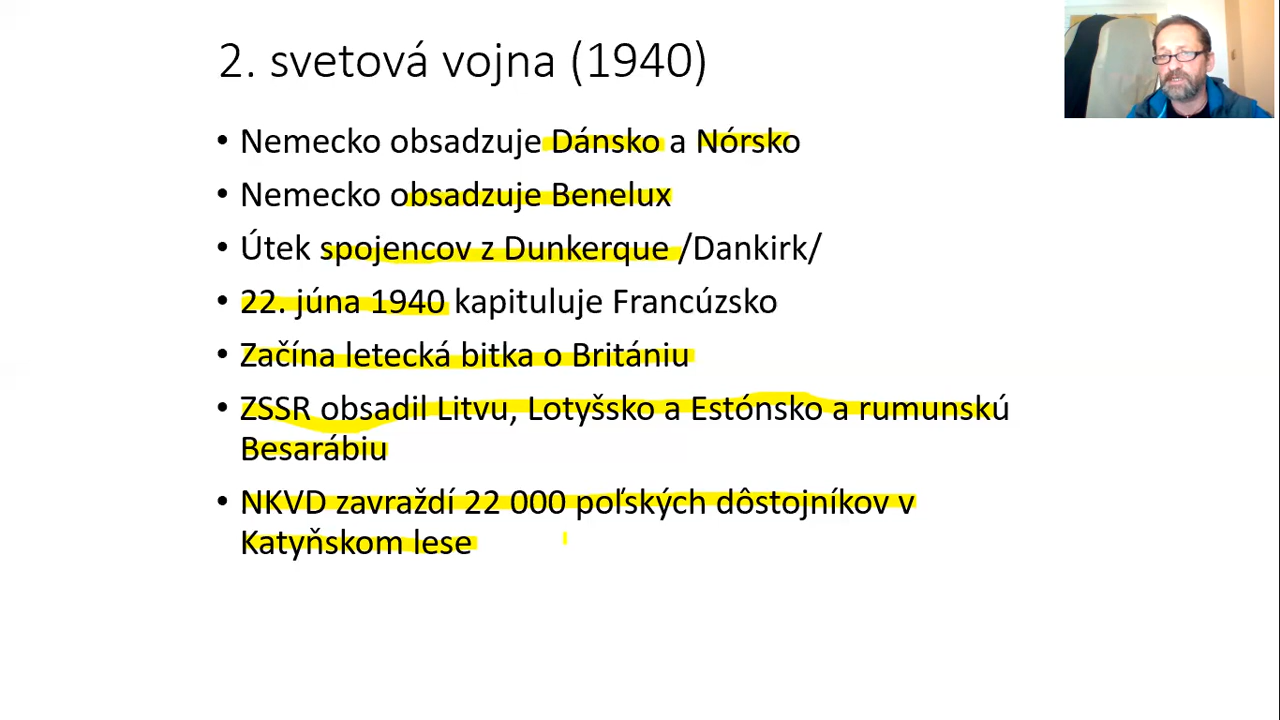 2. svetová vojna (1940)
• Nemecko obsadzuje Dánsko a Nórsko
• Nemecko obsadzuje Benelux
• Útek spojencov z Dunkerque /Dankirk/
• 22. júna 1940 kapituluje Francúzsko
• Začína letecká bitka o Britániu
• ZSSR obsadil Litvu, Lotyšsko a Estónsko a rumunskú
Besarábiu
• NKVD zavraždí 22 000 poľských dôstojníkov v
Katyňskom lese